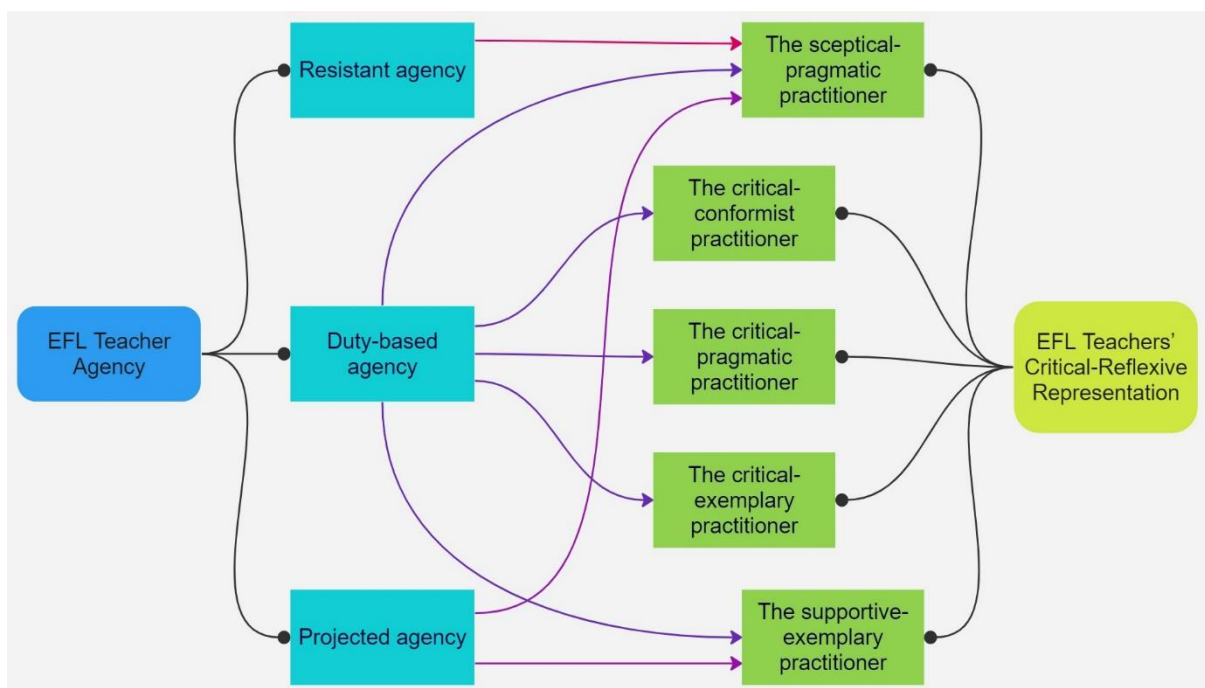 Resistant agency
The sceptical-
pragmatic
practitioner
The critical-
conformist
practitioner
EFL Teacher
Agency
Duty-based
agency
The critical-
pragmatic
practitioner
EFL Teachers’
Critical-Reflexive
Representation
The critical-
exemplary
practitioner
Projected agency
The supportive-
exemplary
practitioner